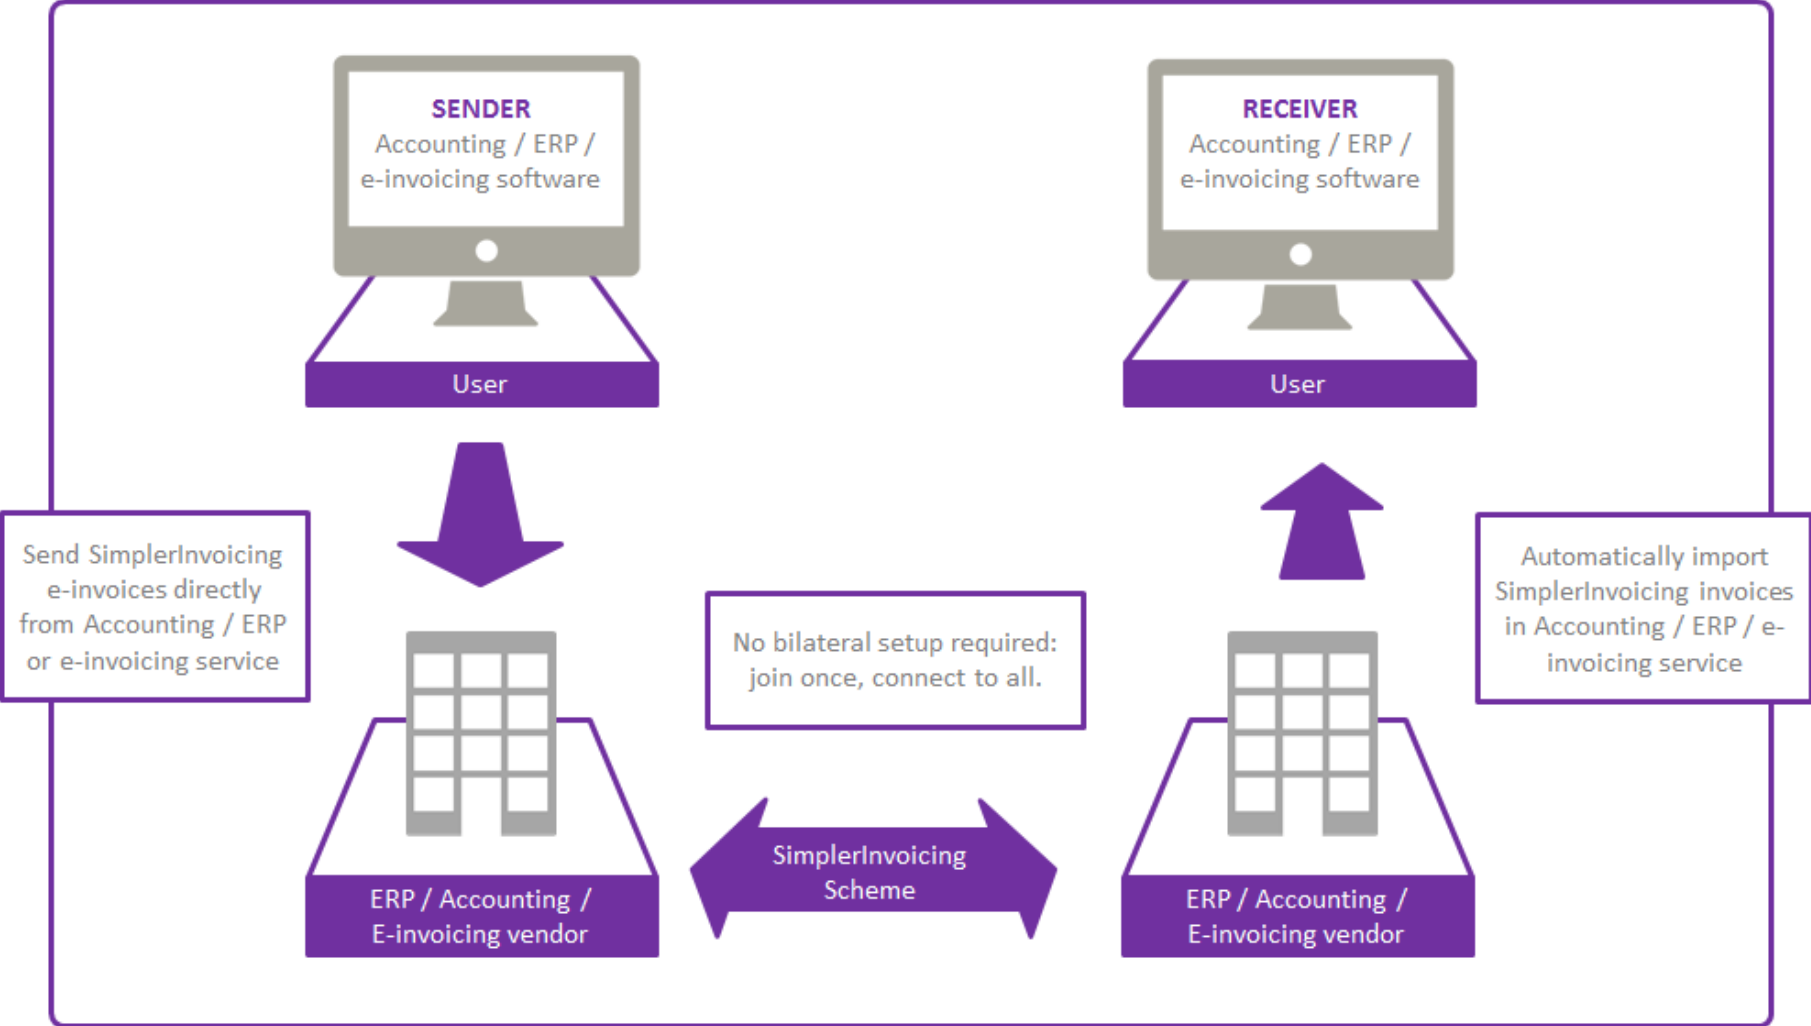 SENDER
Accounting / ERP /
e-invoicing software
User
RECEIVER
Accounting / ERP /
e-invoicing software
User
Send SimplerInvoicing
e-invoices directly
from Accounting / ERP
or e-invoicing service
No bilateral setup required:
join once, connect to all.
Automatically import
SimplerInvoicing invoices
in Accounting / ERP / e-
invoicing service
ERP / Accounting /
E-invoicing vendor
SimplerInvoicing
Scheme
ERP / Accounting /
E-invoicing vendor